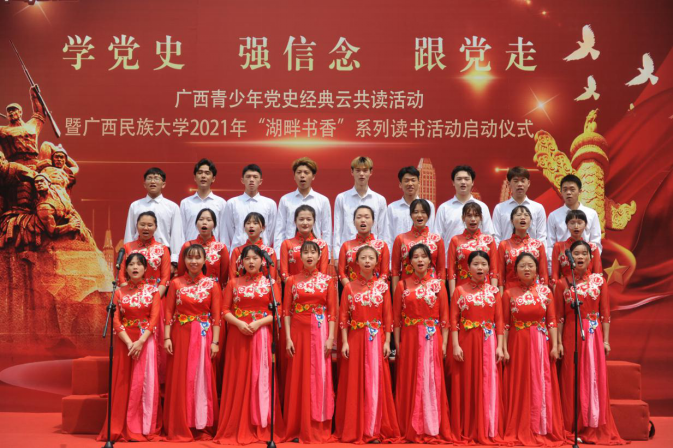 学党史 强信念 跟党走
广西青少年党史经典云共读活动
暨广西民族大学2021年“湖畔书香”系列读书活动启动仪式